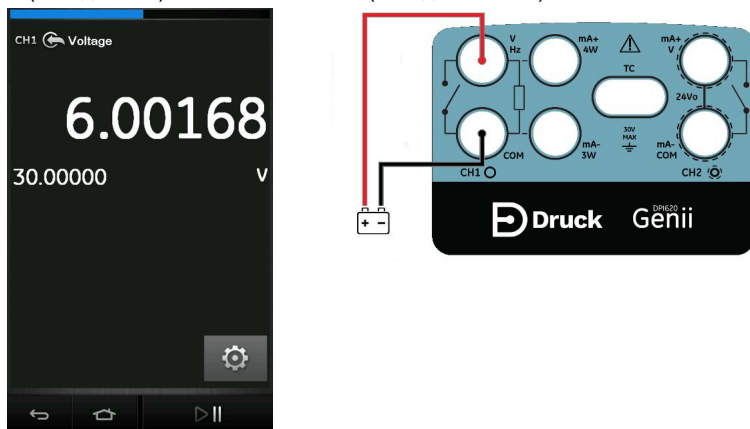 CH1 Voltage
6.00168
30.00000 V
V
Hz
mA+
4W
mA+
V
TC
24Vo
30V
MAX
COM
mA-
3W
mA-
COM
CH1
CH2
+ -
Druck
DPI620
Genii